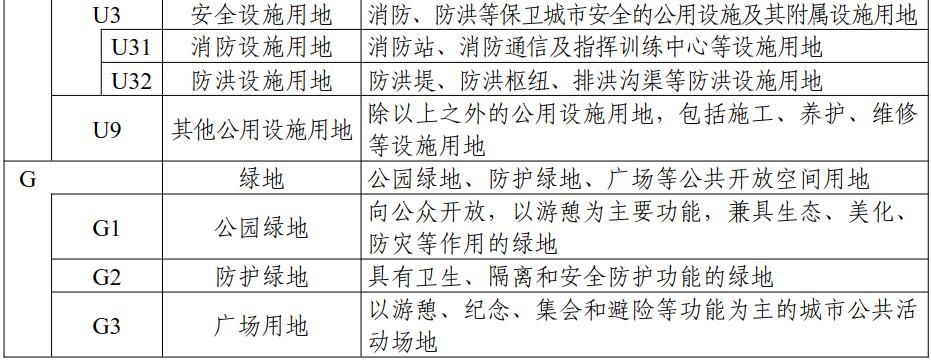 U3 安全设施用地 消防、防洪等保卫城市安全的公用设施及其附属设施用地
U31 消防设施用地 消防站、消防通信及指挥训练中心等设施用地
U32 防洪设施用地 防洪堤、防洪枢纽、排洪沟渠等防洪设施用地
U9 其他公用设施用地 除以上之外的公用设施用地，包括施工、养护、维修
等设施用地
G 绿地 公园绿地、防护绿地、广场等公共开放空间用地
G1 公园绿地 向公众开放，以游憩为主要功能，兼具生态、美化、
防灾等作用的绿地
G2 防护绿地 具有卫生、隔离和安全防护功能的绿地
G3 广场用地 以游憩、纪念、集会和避险等功能为主的城市公共活
动场地